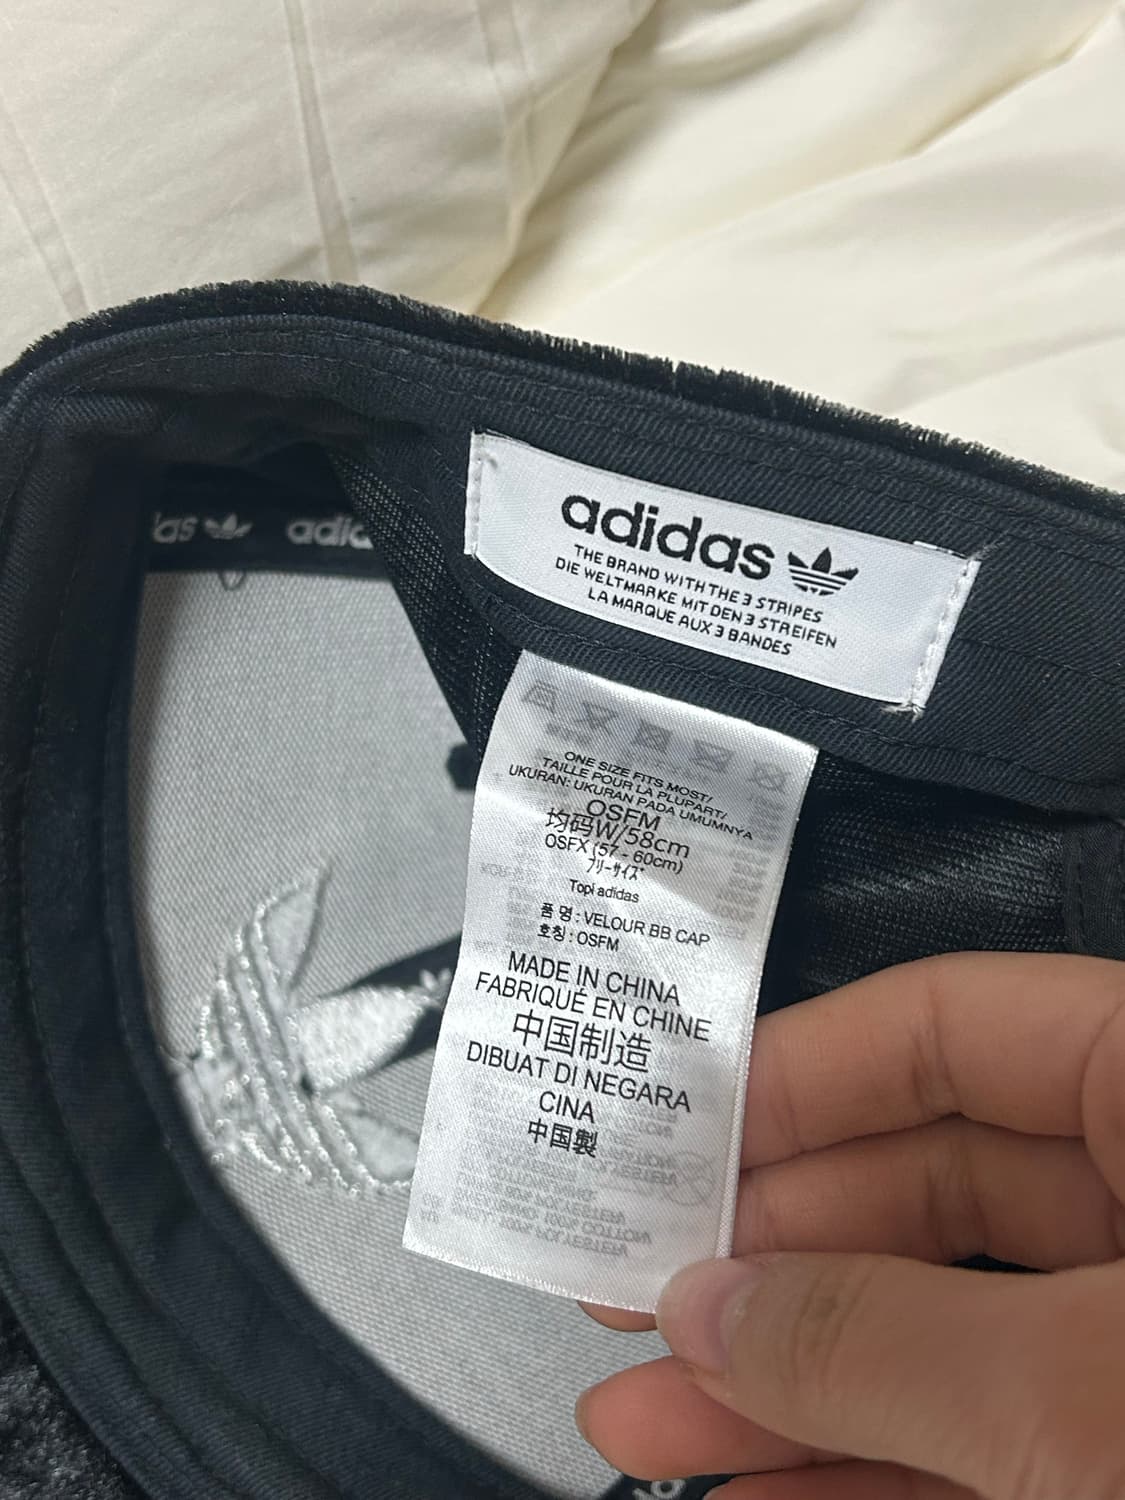 adidas
adidas
THE BRAND WITH THE 3 STRIPES
DIE WELTMARKE MIT DEN 3 STREIFEN
LA MARQUE AUX 3 BANDES
ONE SIZE FITS MOST/
TAILLE POUR LA PLUPART/
UKURAN: UKURAN PADA UMUMNYA
OSFM
均码W/58cm
OSFX (57 - 60cm)
フリーサイズ
Topi adidas
품 명 : VELOUR BB CAP
호칭 : OSFM
MADE IN CHINA
FABRIQUÉ EN CHINE
中国制造
DIBUAT DI NEGARA
CINA
中国製